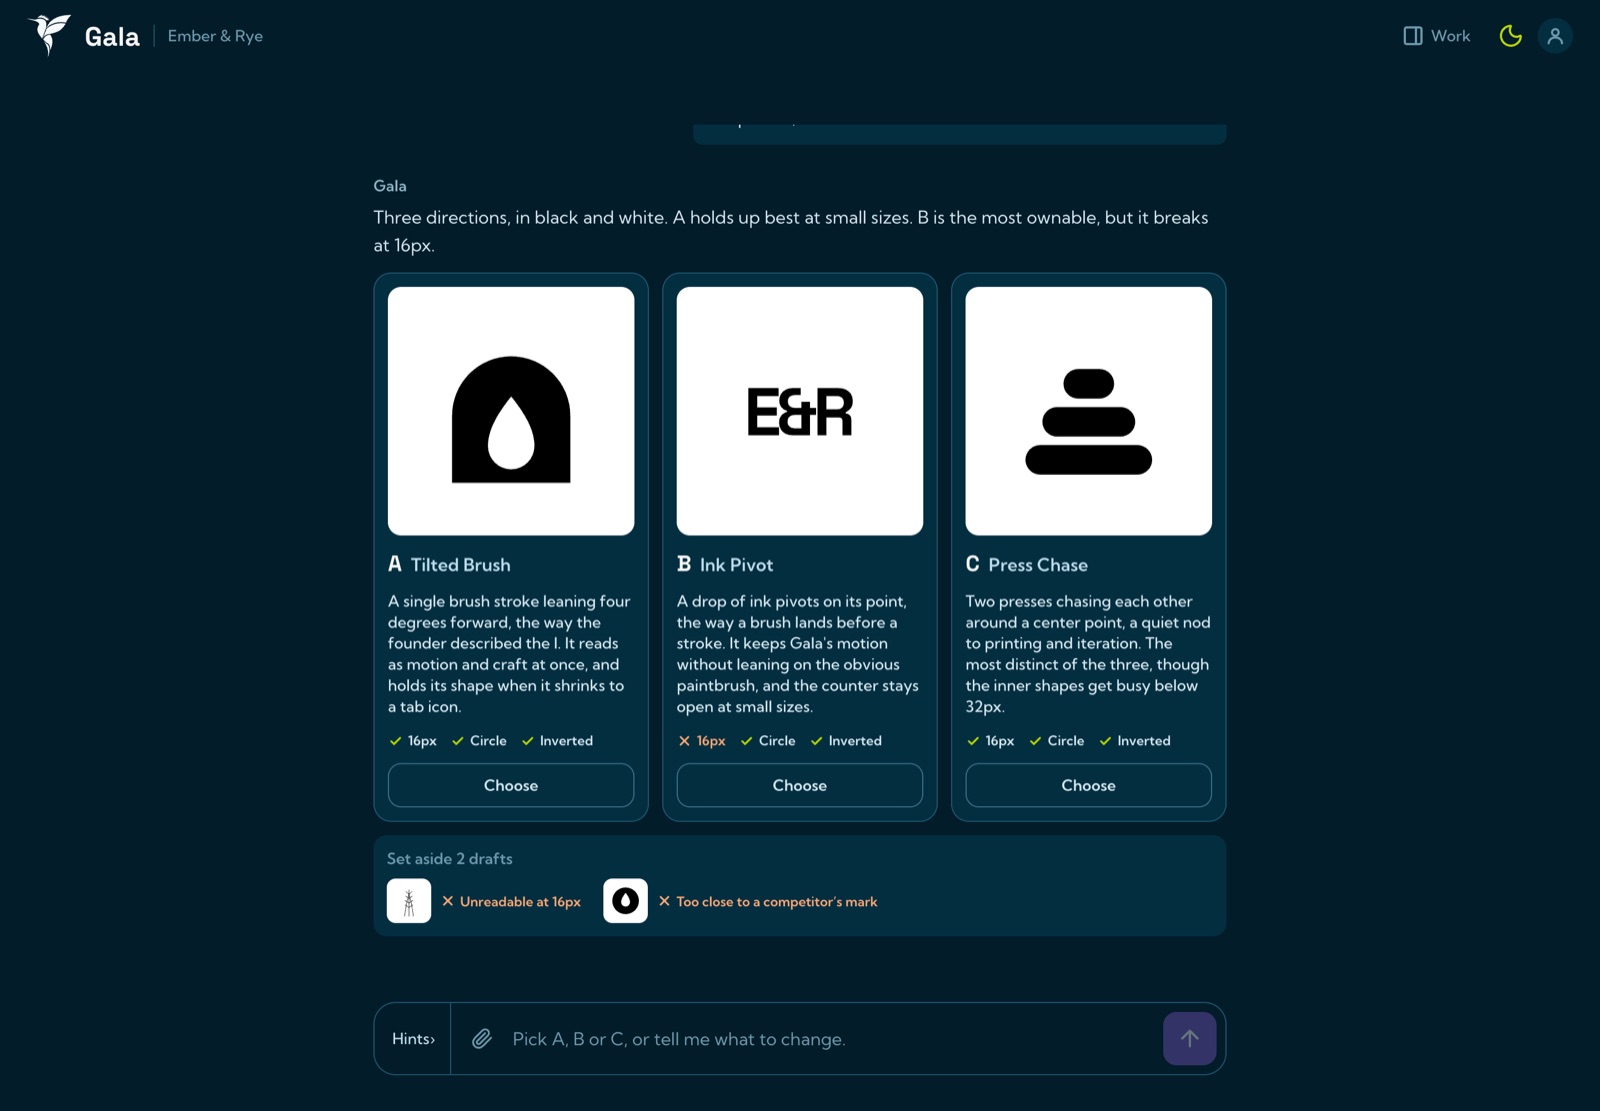 Gala
Ember & Rye
Work
Gala
Three directions, in black and white. A holds up best at small sizes. B is the most ownable, but it breaks
at 16px.
E&R
A Tilted Brush
A single brush stroke leaning four
degrees forward, the way the
founder described the I. It reads
as motion and craft at once, and
holds its shape when it shrinks to
a tab icon.
16px Circle Inverted
Choose
B Ink Pivot
A drop of ink pivots on its point,
the way a brush lands before a
stroke. It keeps Gala's motion
without leaning on the obvious
paintbrush, and the counter stays
open at small sizes.
16px Circle Inverted
Choose
C Press Chase
Two presses chasing each other
around a center point, a quiet nod
to printing and iteration. The
most distinct of the three, though
the inner shapes get busy below
32px.
16px Circle Inverted
Choose
Set aside 2 drafts
Unreadable at 16px
Too close to a competitor's mark
Hints›
Pick A, B or C, or tell me what to change.